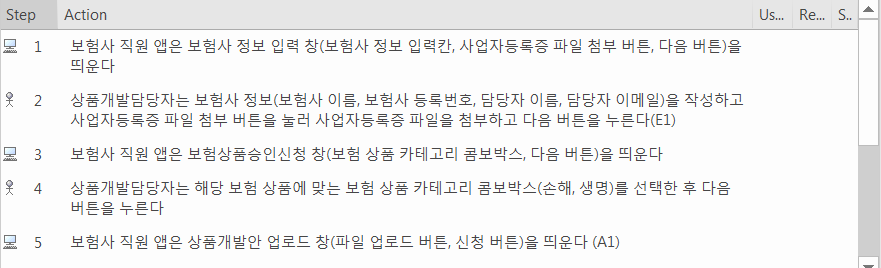 Step Action Us... Re... S..
1 보험사 직원 앱은 보험사 정보 입력 창(보험사 정보 입력칸, 사업자등록증 파일 첨부 버튼, 다음 버튼)을
띄운다
2 상품개발담당자는 보험사 정보(보험사 이름, 보험사 등록번호, 담당자 이름, 담당자 이메일)을 작성하고
사업자등록증 파일 첨부 버튼을 눌러 사업자등록증 파일을 첨부하고 다음 버튼을 누른다(E1)
3 보험사 직원 앱은 보험상품승인신청 창(보험 상품 카테고리 콤보박스, 다음 버튼)을 띄운다
4 상품개발담당자는 해당 보험 상품에 맞는 보험 상품 카테고리 콤보박스(손해, 생명)를 선택한 후 다음
버튼을 누른다
5 보험사 직원 앱은 상품개발안 업로드 창(파일 업로드 버튼, 신청 버튼)을 띄운다 (A1)